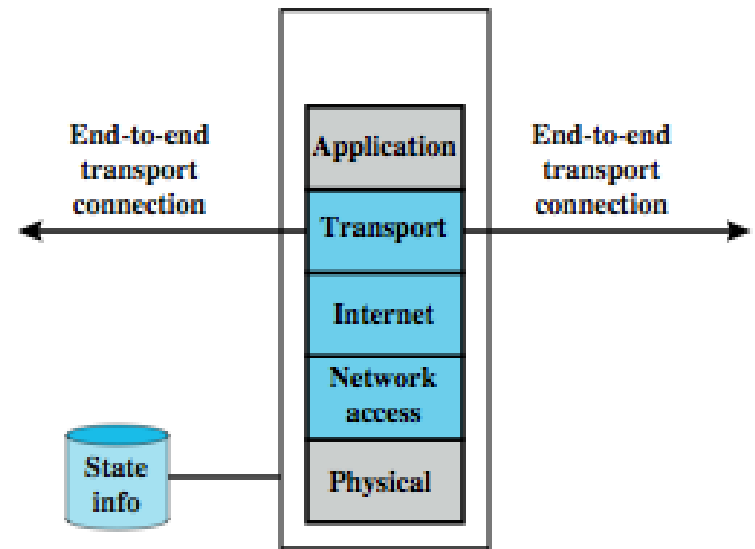 End-to-end
transport
connection
Application
Transport
Internet
Network
access
Physical
End-to-end
transport
connection
State
info